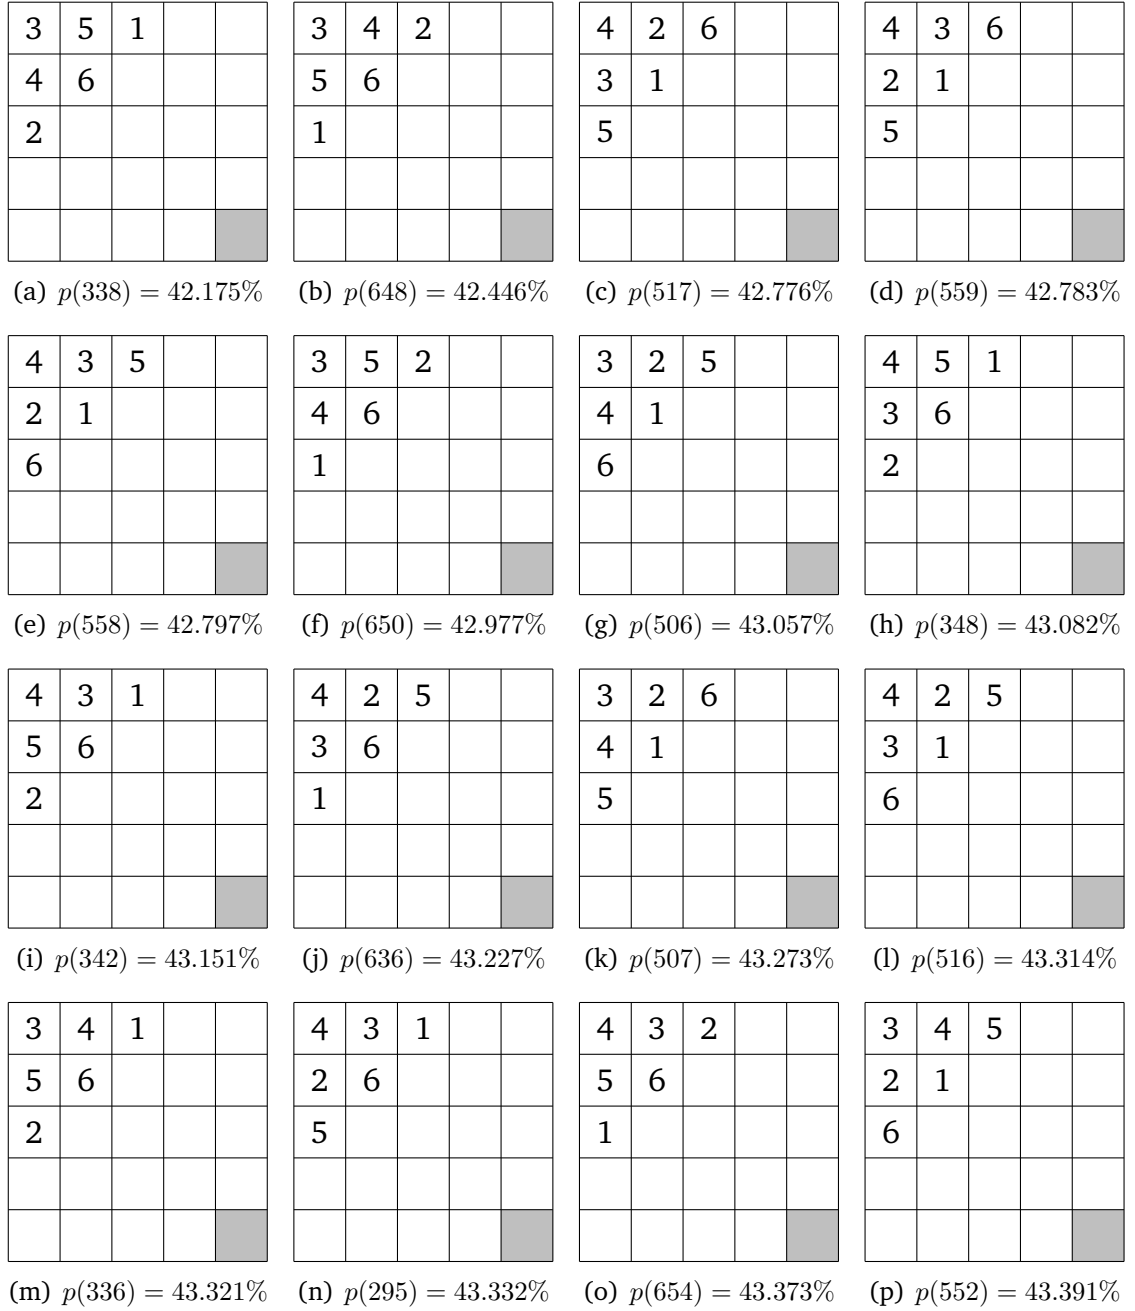 3 5 1 3 4 2 4 2 6 4 3 6
4 6 5 6 3 1 2 1
2 1 5 5
(a) p(338) = 42.175% (b) p(648) = 42.446% (c) p(517) = 42.776% (d) p(559) = 42.783%
4 3 5 3 5 2 3 2 5 4 5 1
2 1 4 6 4 1 3 6
6 1 6 2
(e) p(558) = 42.797% (f) p(650) = 42.977% (g) p(506) = 43.057% (h) p(348) = 43.082%
4 3 1 4 2 5 3 2 6 4 2 5
5 6 3 6 4 1 3 1
2 1 5 6
(i) p(342) = 43.151% (j) p(636) = 43.227% (k) p(507) = 43.273% (l) p(516) = 43.314%
3 4 1 4 3 1 4 3 2 3 4 5
5 6 2 6 5 6 2 1
2 5 1 6
(m) p(336) = 43.321% (n) p(295) = 43.332% (o) p(654) = 43.373% (p) p(552) = 43.391%